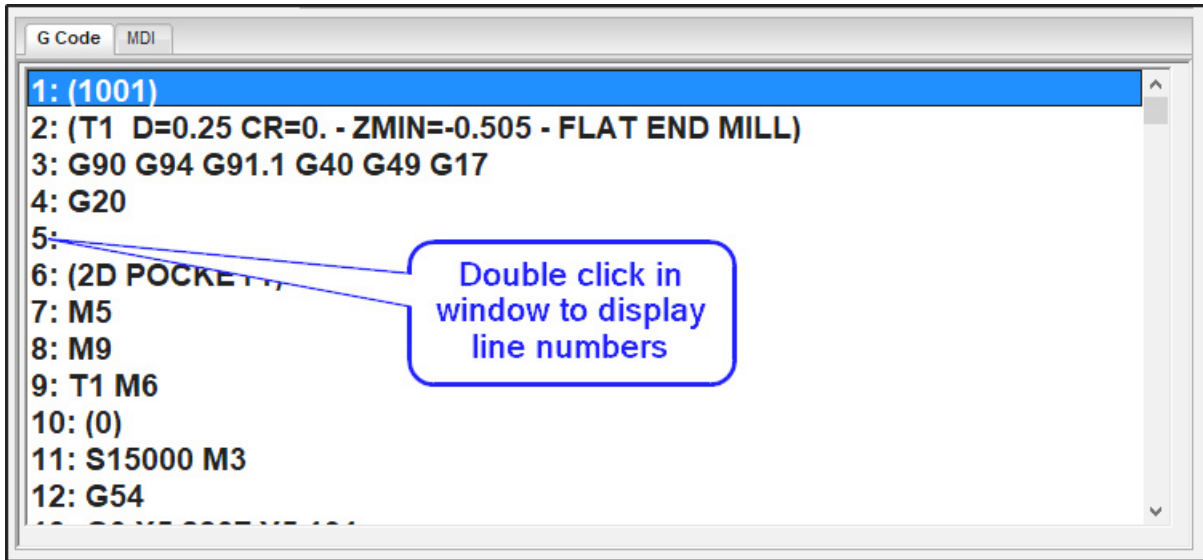 G Code MDI
1: (1001)
2: (T1 D=0.25 CR=0. - ZMIN=-0.505 - FLAT END MILL)
3: G90 G94 G91.1 G40 G49 G17
4: G20
5:
6: (2D POCKET
7: M5
8: M9
9: T1 M6
10: (0)
11: S15000 M3
12: G54
Double click in
window to display
line numbers